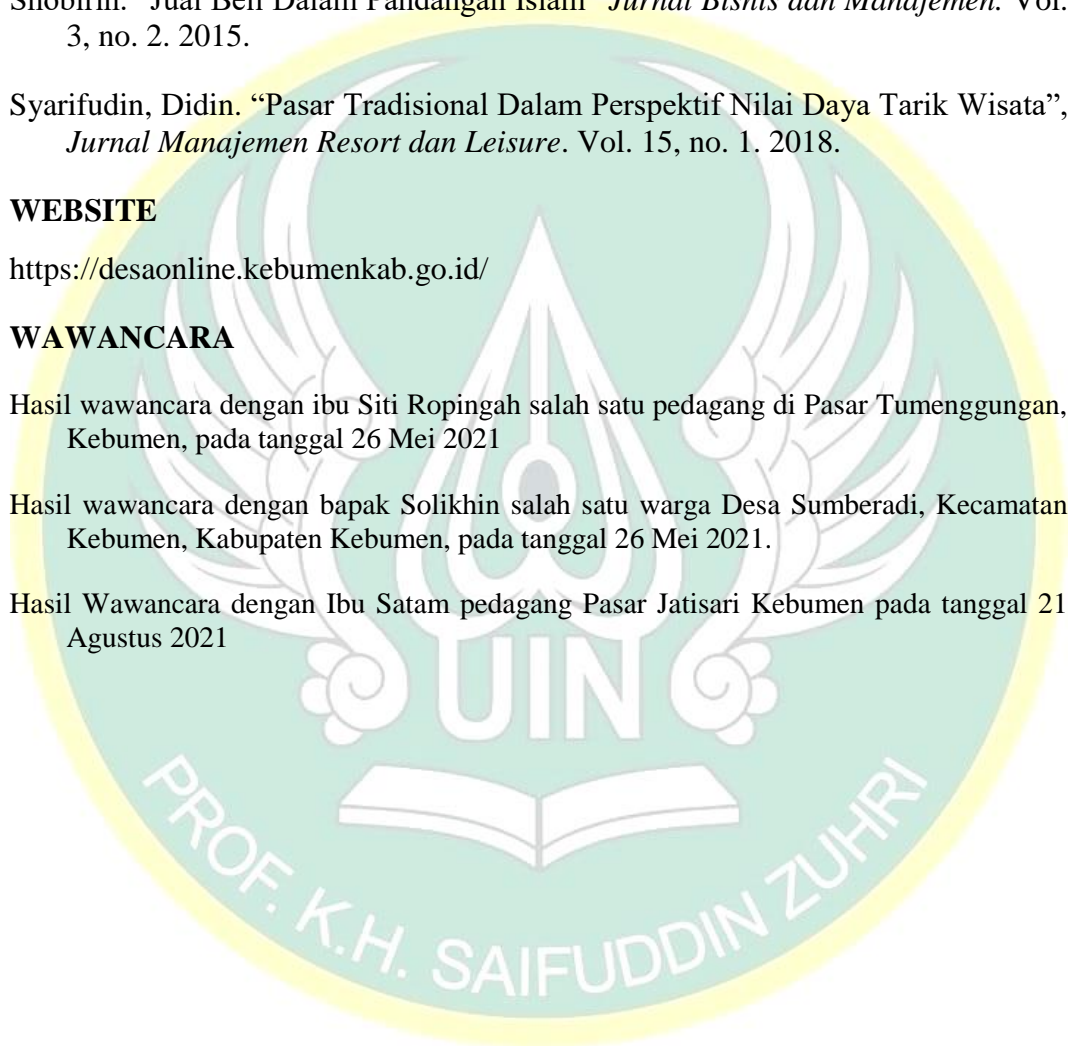 Shobirin. "Jual Beli Dalam Pandangan Islam" Jurnal Bisnis dan Manajemen. Vol.
3, no. 2. 2015.
Syarifudin, Didin. “Pasar Tradisional Dalam Perspektif Nilai Daya Tarik Wisata”,
Jurnal Manajemen Resort dan Leisure. Vol. 15, no. 1. 2018.
WEBSITE
https://desaonline.kebumenkab.go.id/
WAWANCARA
Hasil wawancara dengan ibu Siti Ropingah salah satu pedagang di Pasar Tumenggungan,
Kebumen, pada tanggal 26 Mei 2021
Hasil wawancara dengan bapak Solikhin salah satu warga Desa Sumberadi, Kecamatan
Kebumen, Kabupaten Kebumen, pada tanggal 26 Mei 2021.
Hasil Wawancara dengan Ibu Satam pedagang Pasar Jatisari Kebumen pada tanggal 21
Agustus 2021
UIN
PROF. K.H. SAIFUDDIN ZUHRI